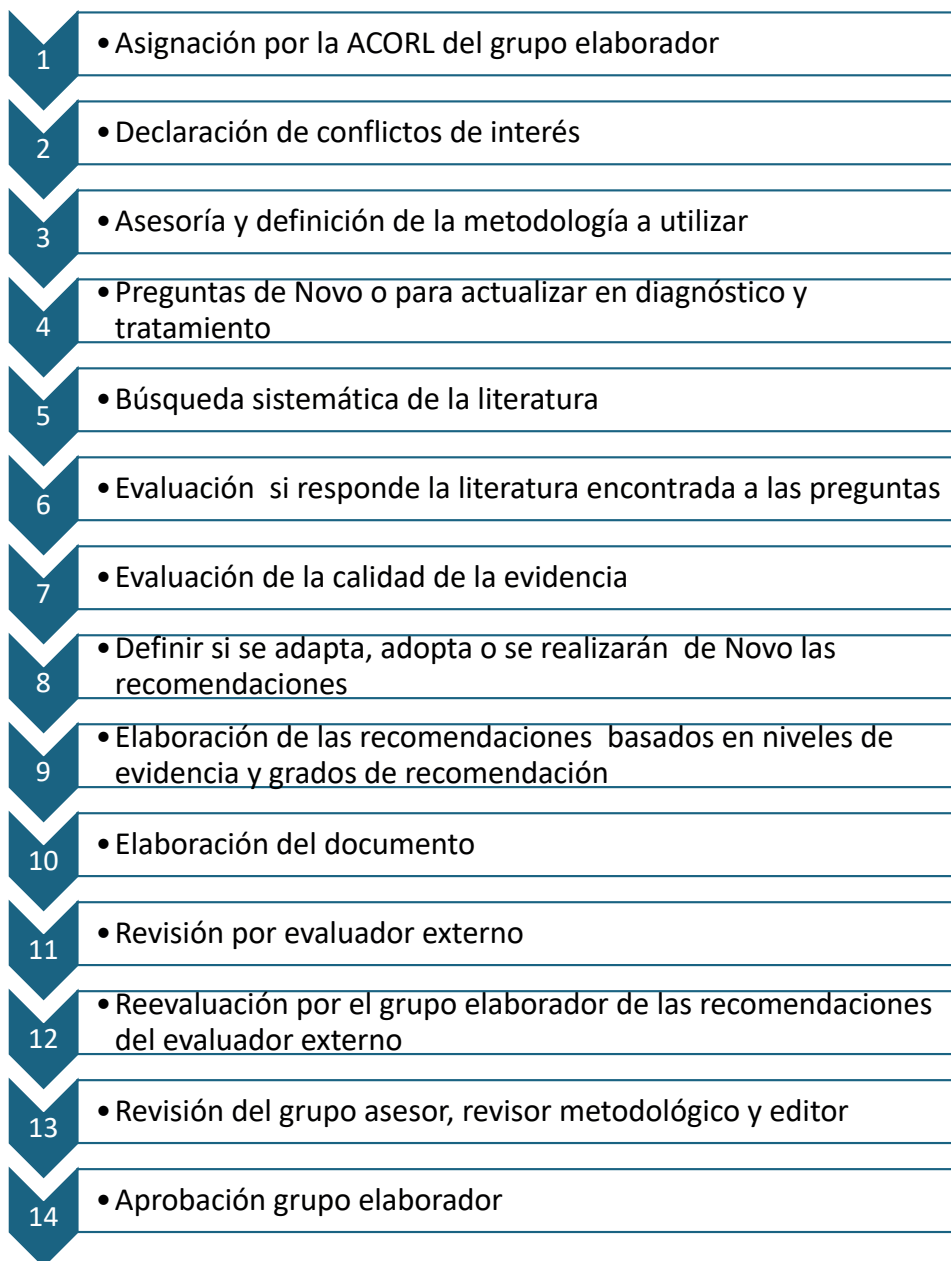 1
• Asignación por la ACORL del grupo elaborador
2
• Declaración de conflictos de interés
3
• Asesoría y definición de la metodología a utilizar
4
• Preguntas de Novo o para actualizar en diagnóstico y
tratamiento
5
• Búsqueda sistemática de la literatura
6
• Evaluación  si responde la literatura encontrada a las preguntas
7
• Evaluación de la calidad de la evidencia
8
• Definir si se adapta, adopta o se realizarán  de Novo las
recomendaciones
9
• Elaboración de las recomendaciones  basados en niveles de
evidencia y grados de recomendación
10
• Elaboración del documento
11
• Revisión por evaluador externo
12
• Reevaluación por el grupo elaborador de las recomendaciones
del evaluador externo
13
• Revisión del grupo asesor, revisor metodológico y editor
14
• Aprobación grupo elaborador